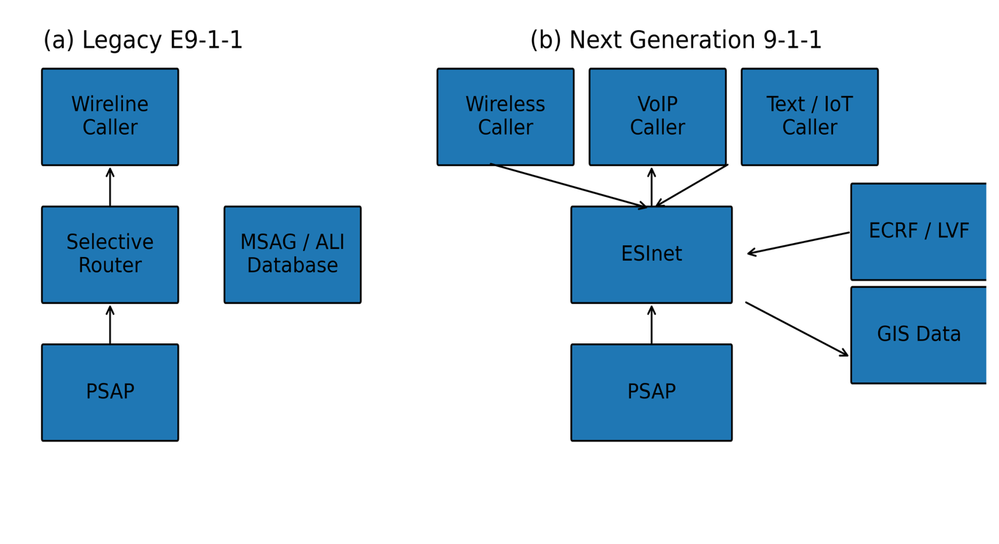 (a) Legacy E9-1-1
Wireline
Caller
Selective
Router
MSAG / ALI
Database
PSAP
(b) Next Generation 9-1-1
Wireless
Caller
VoIP
Caller
Text / IoT
Caller
ESInet
ECRF / LVF
GIS Data
PSAP